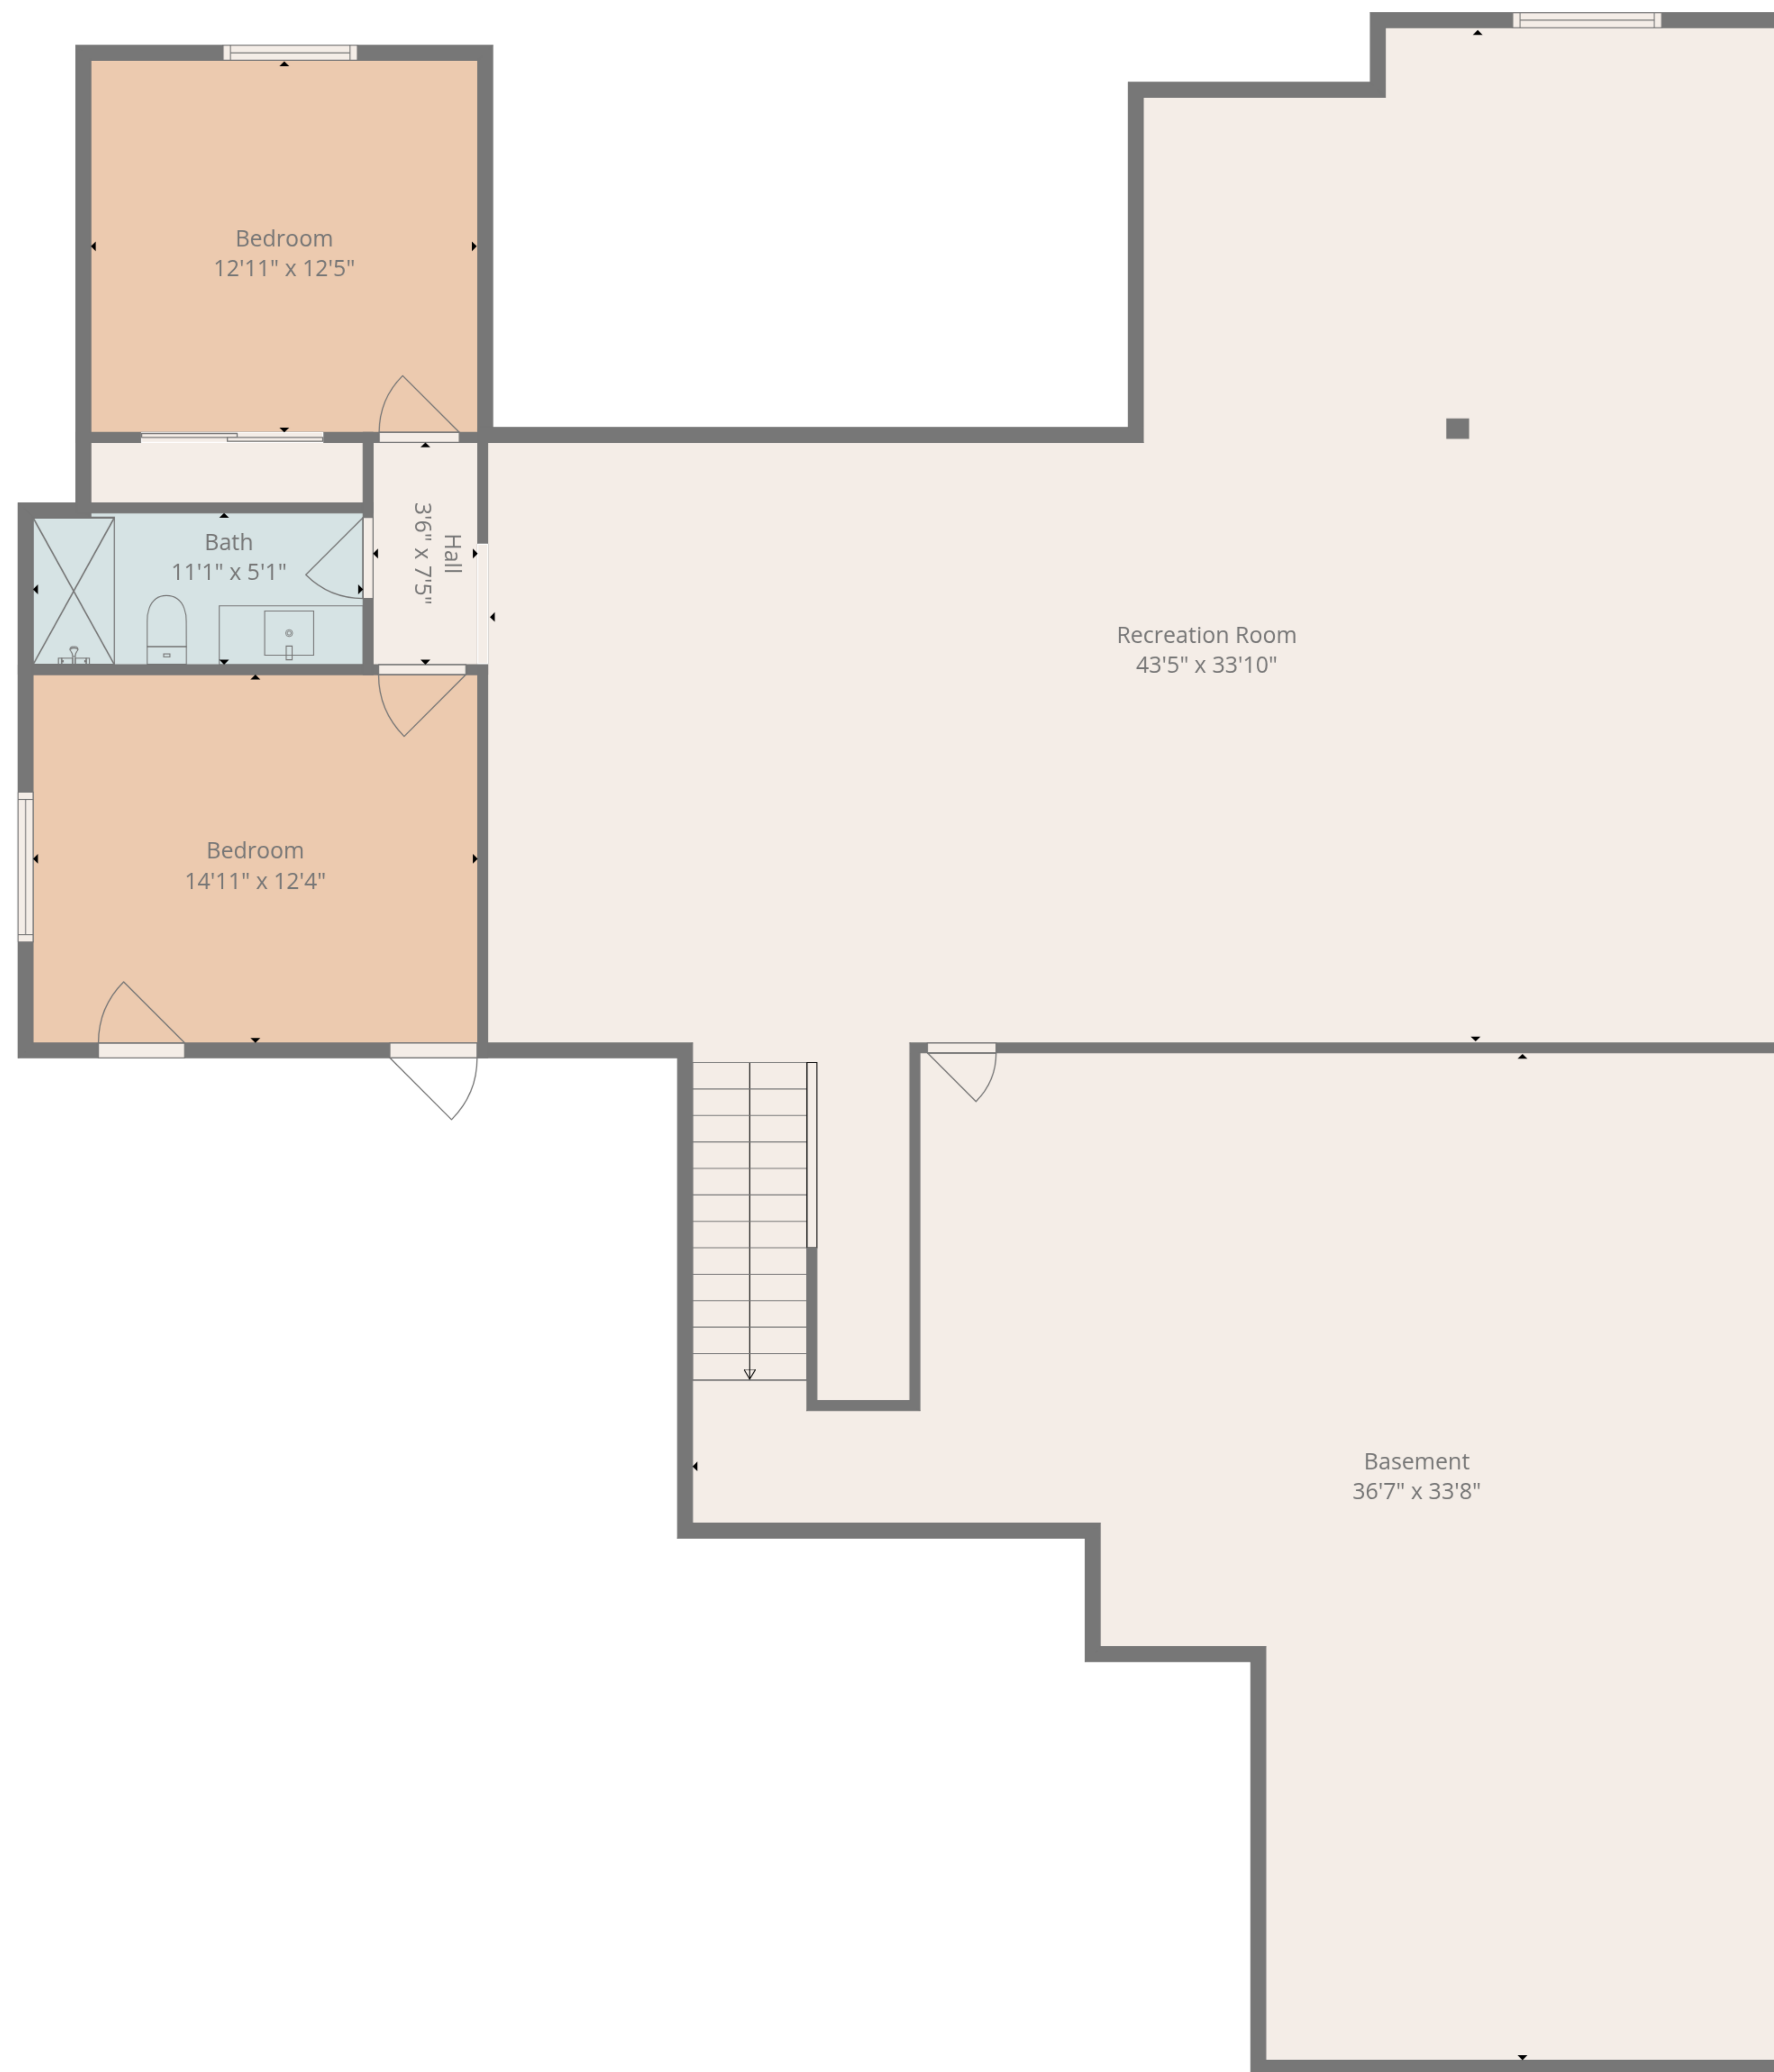 Bedroom
12'11" x 12'5"
Bath
11'1" x 5'1"
Hall
3'6" x 7'5"
Recreation Room
43'5" x 33'10"
Bedroom
14'11" x 12'4"
Basement
36'7" x 33'8"